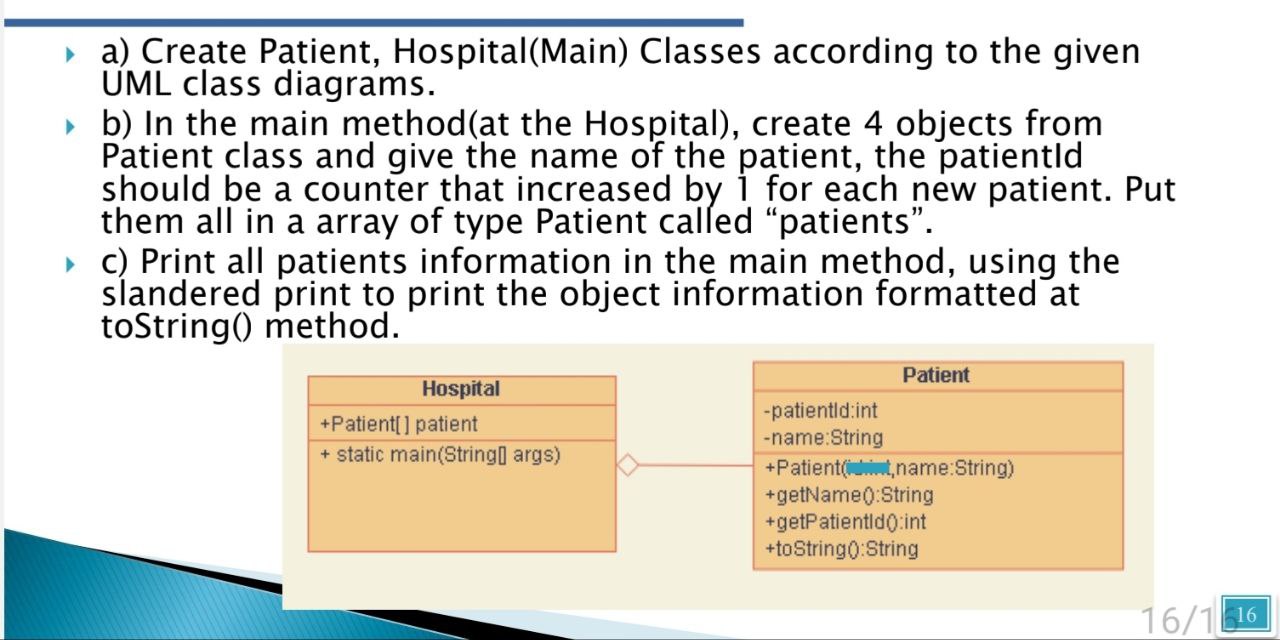 a) Create Patient, Hospital(Main) Classes according to the given
UML class diagrams.
b) In the main method(at the Hospital), create 4 objects from
Patient class and give the name of the patient, the patientId
should be a counter that increased by 1 for each new patient. Put
them all in a array of type Patient called “patients”.
c) Print all patients information in the main method, using the
slandered print to print the object information formatted at
toString() method.
Hospital
+Patient[] patient
+ static main(String[] args)
Patient
-patientId:int
-name:String
+Patient( ,name:String)
+getName():String
+getPatientId():int
+toString():String
16/16
16